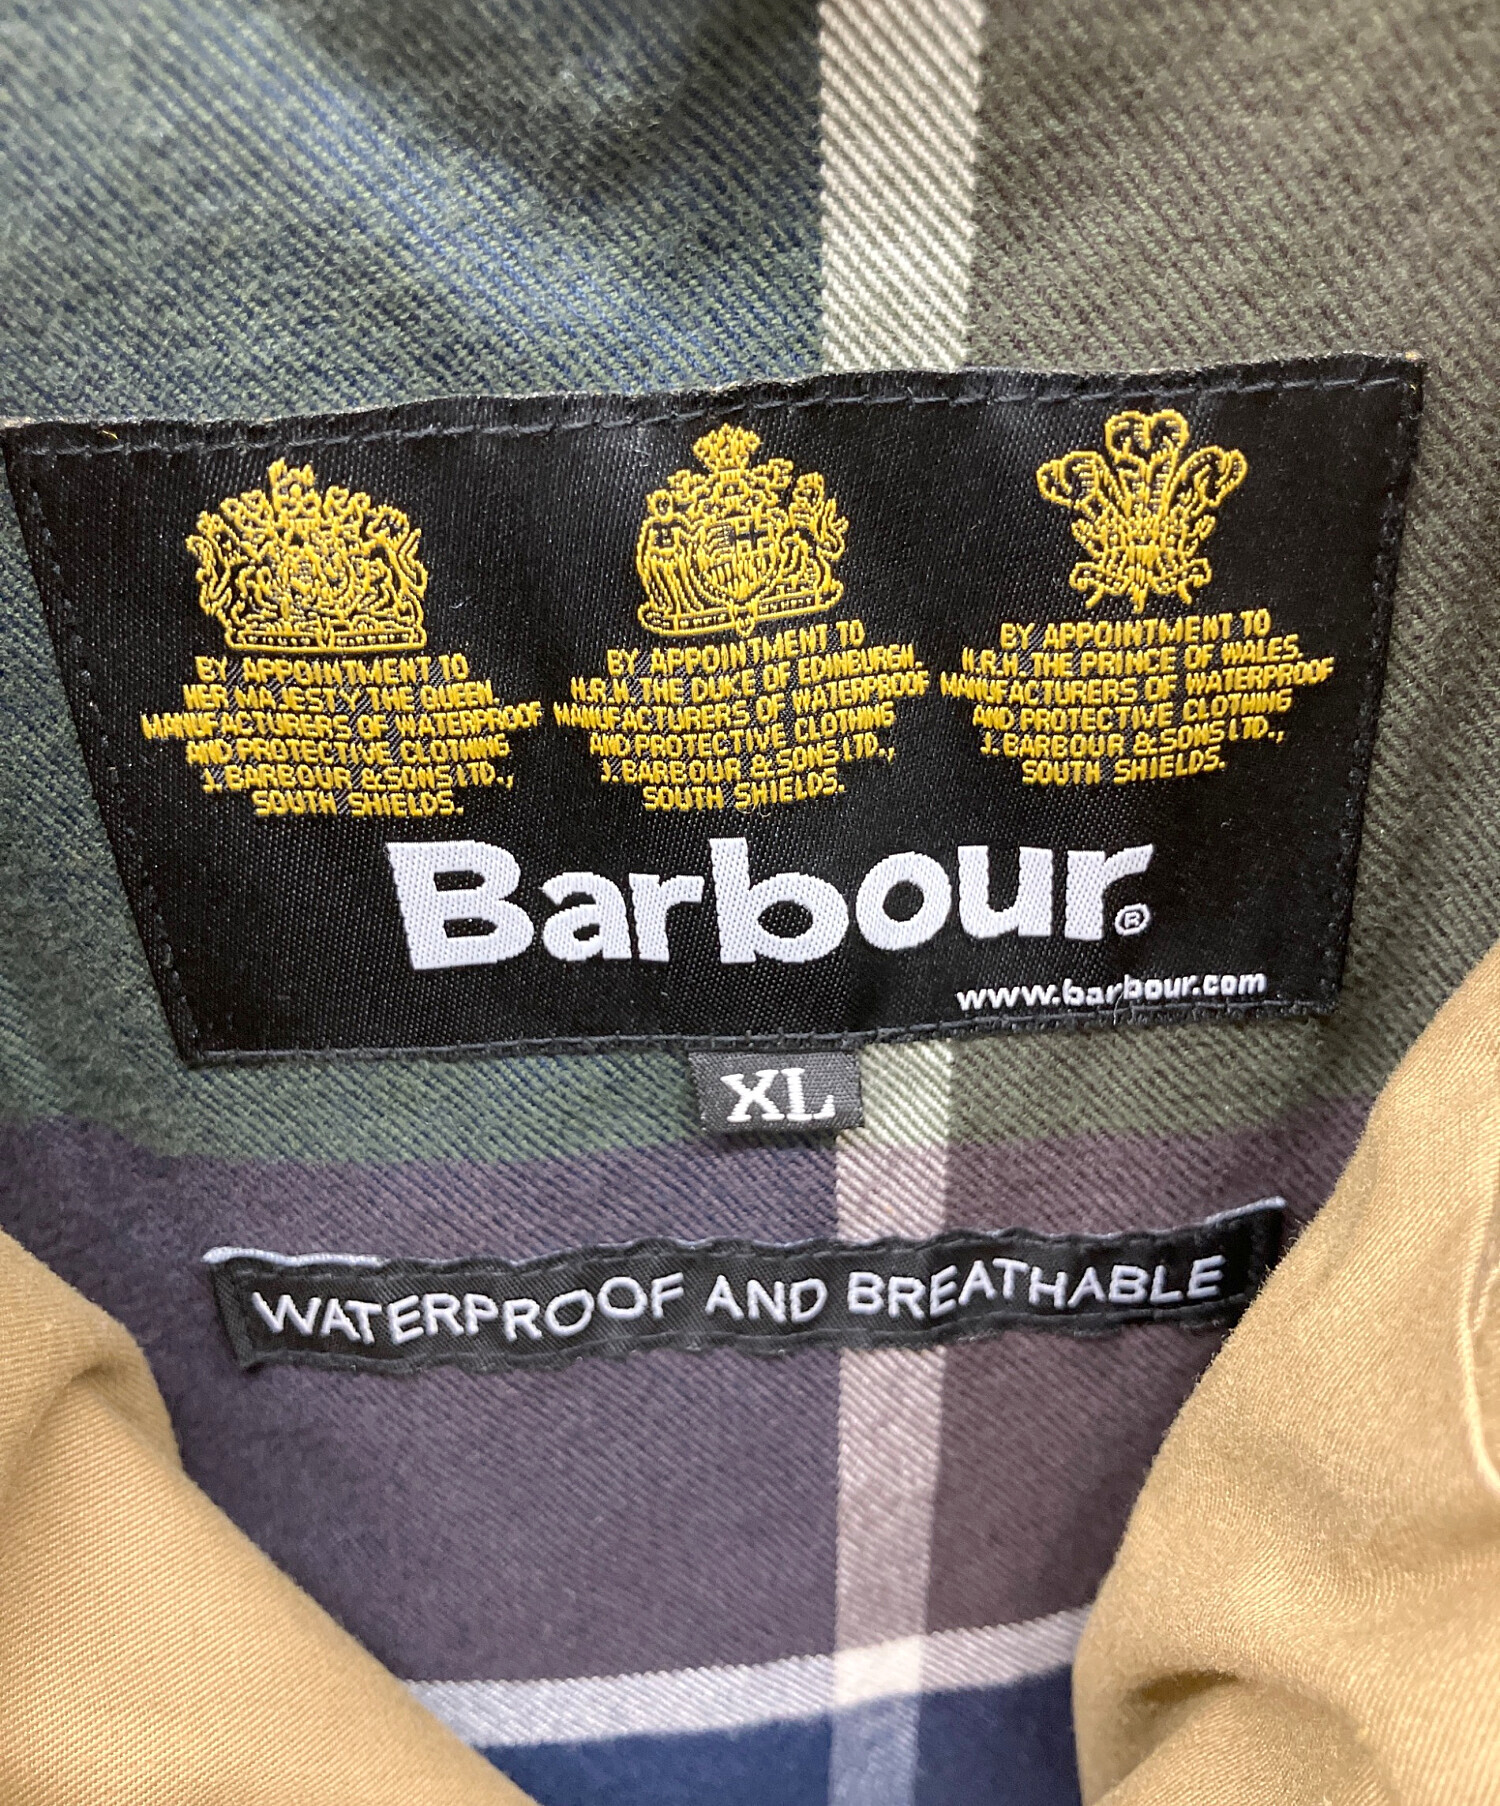 BY APPOINTMENT TO
HER MAJESTY THE QUEEN
MANUFACTURERS OF WATERPROOF
AND PROTECTIVE CLOTHING
J. BARBOUR & SONS LTD.,
SOUTH SHIELDS.
BY APPOINTMENT TO
H.R.H. THE DUKE OF EDINBURGH.
MANUFACTURERS OF WATERPROOF
AND PROTECTIVE CLOTHING
J. BARBOUR & SONS LTD.,
SOUTH SHIELDS.
BY APPOINTMENT TO
H.R.H. THE PRINCE OF WALES.
MANUFACTURERS OF WATERPROOF
AND PROTECTIVE CLOTHING
J. BARBOUR & SONS LTD.,
SOUTH SHIELDS.
Barbour®
www.barbour.com
XL
WATERPROOF AND BREATHABLE